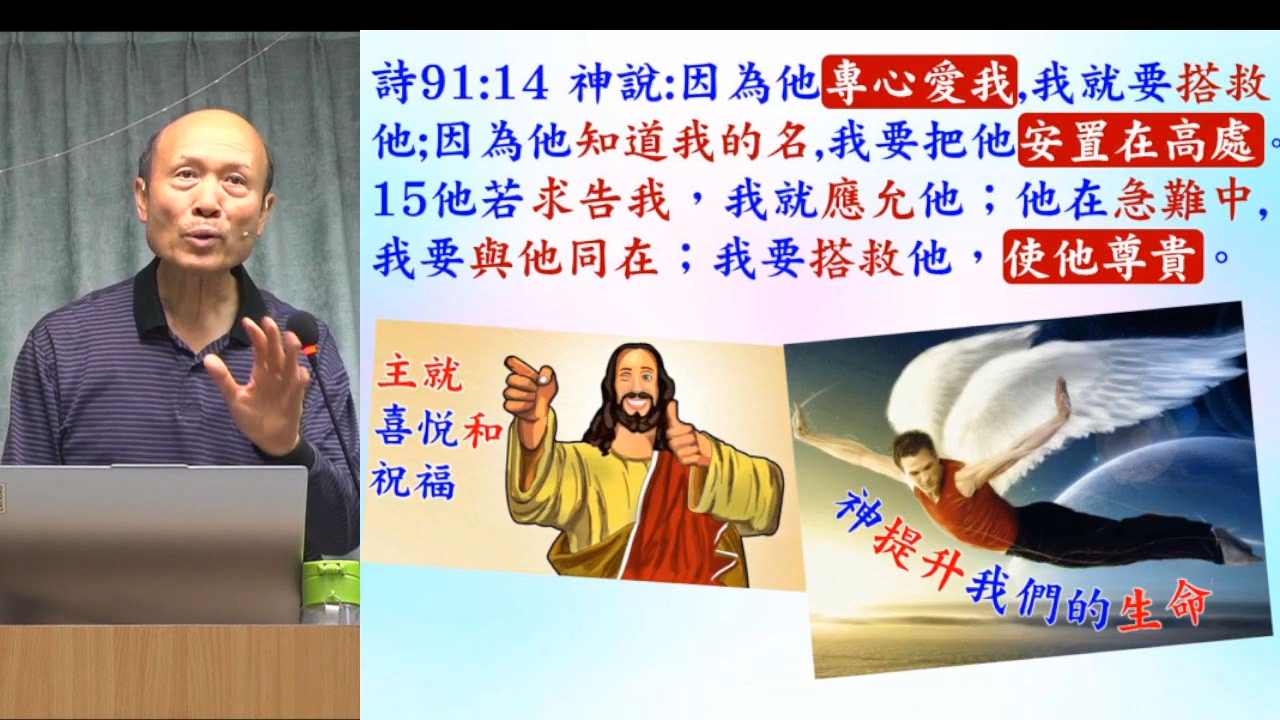 詩91:14 神說:因為他專心愛我,我就要搭救
他;因為他知道我的名,我要把他安置在高處。
15他若求告我，我就應允他；他在急難中,
我要與他同在；我要搭救他，使他尊貴。
主就
喜悅和
祝福
神提升我們的生命